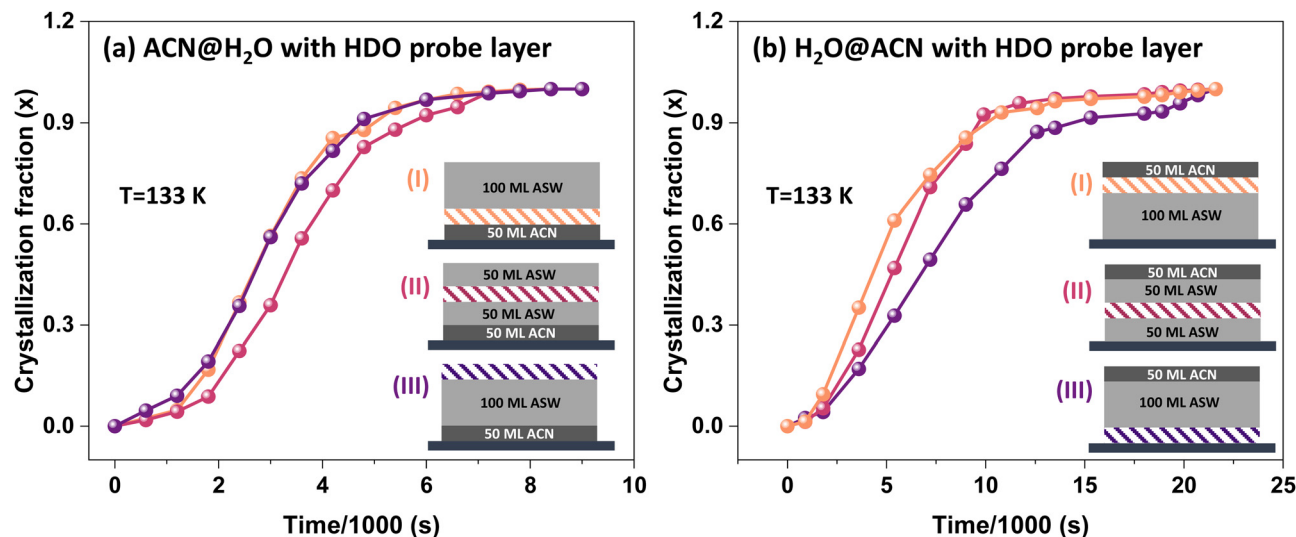 (a) ACN@H₂O with HDO probe layer
Crystallization fraction (x)
1.2
0.9
0.6
0.3
0.0
T=133 K
(I)
100 ML ASW
50 ML ACN
(II)
50 ML ASW
50 ML ASW
50 ML ACN
(III)
100 ML ASW
50 ML ACN
0 2 4 6 8 10
Time/1000 (s)
(b) H₂O@ACN with HDO probe layer
Crystallization fraction (x)
1.2
0.9
0.6
0.3
0.0
T=133 K
(I)
50 ML ACN
100 ML ASW
(II)
50 ML ACN
50 ML ASW
50 ML ASW
(III)
50 ML ACN
100 ML ASW
0 5 10 15 20 25
Time/1000 (s)